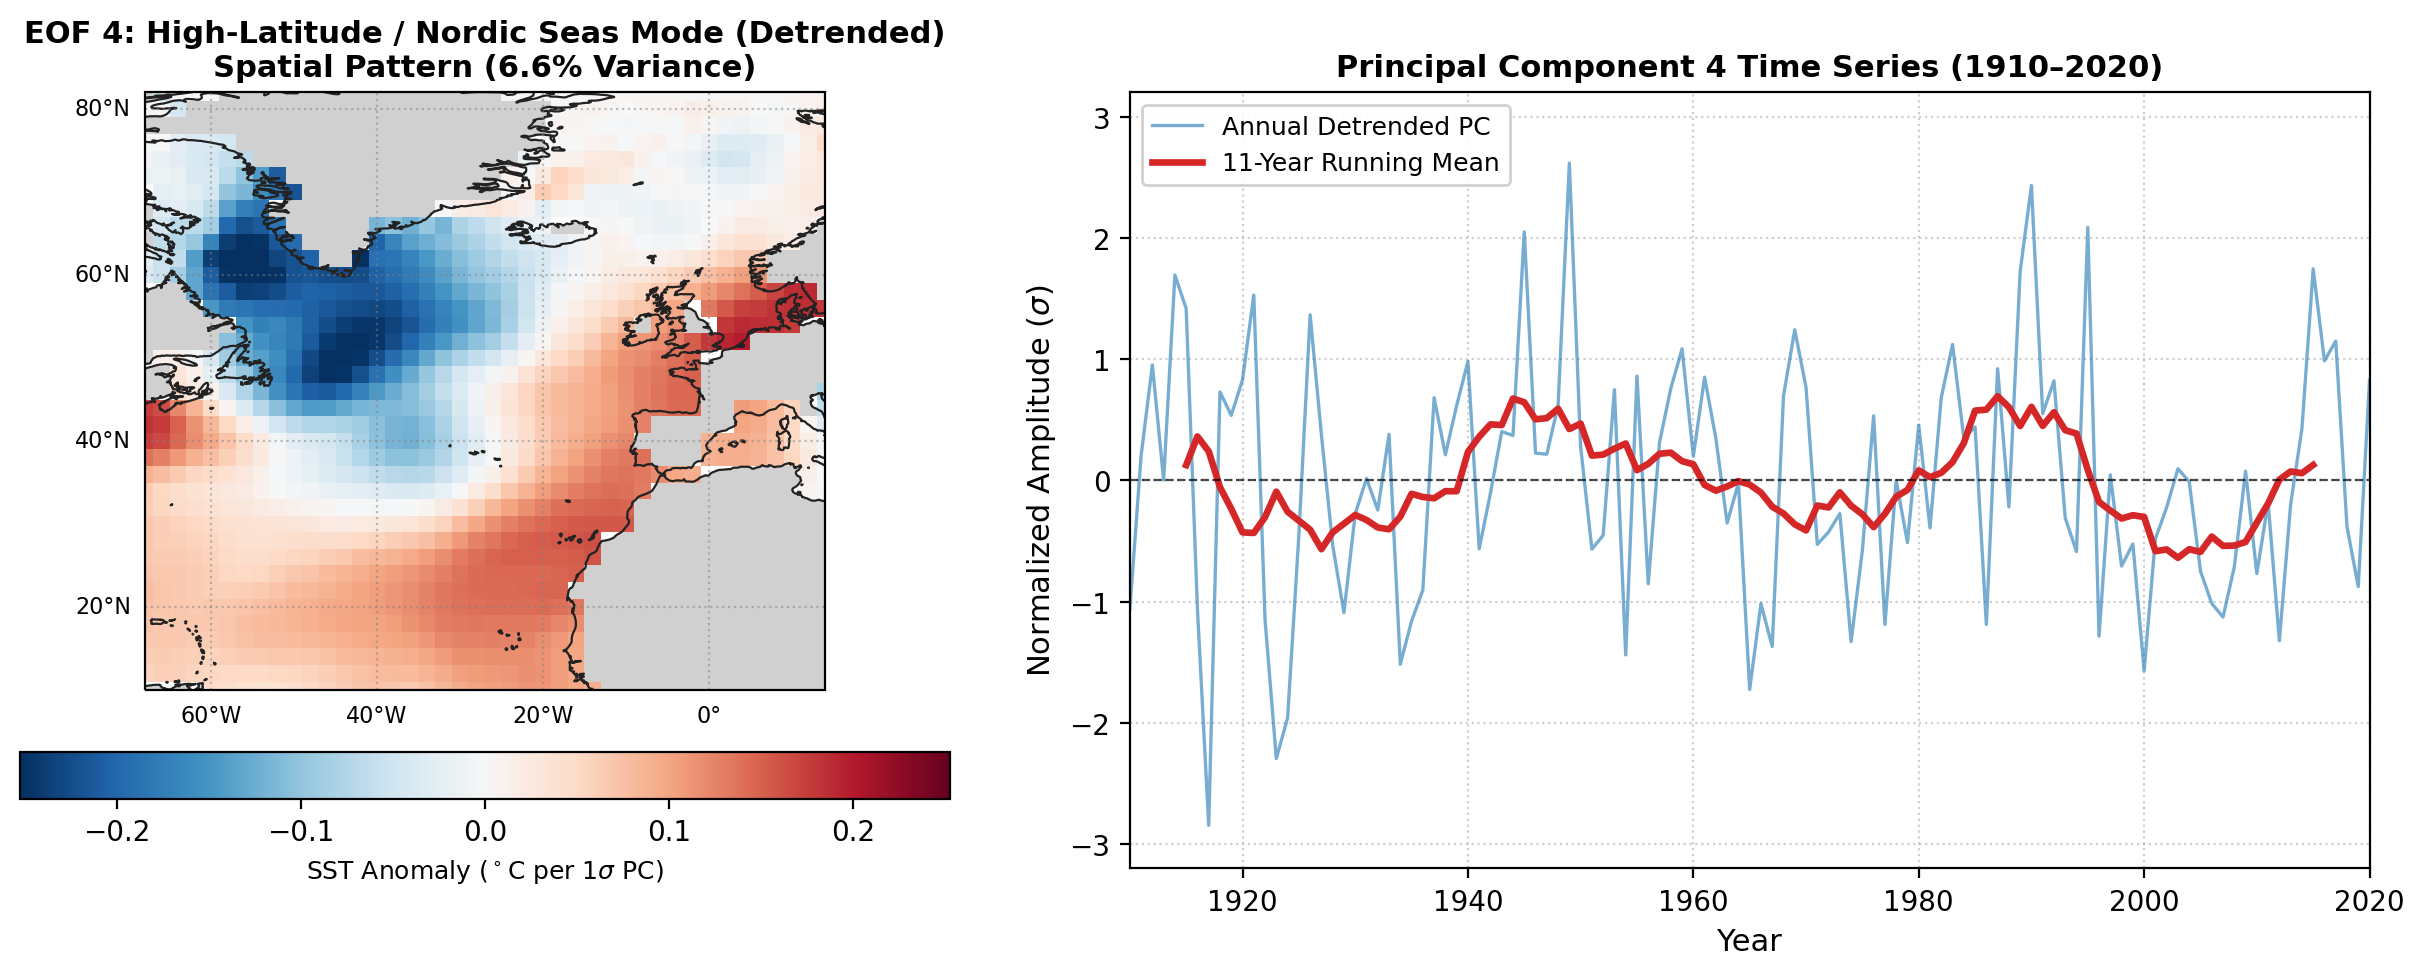 EOF 4: High-Latitude / Nordic Seas Mode (Detrended)
Spatial Pattern (6.6% Variance)
80°N
60°N
40°N
20°N
60°W
40°W
20°W
0°
−0.2
−0.1
0.0
0.1
0.2
SST Anomaly (°C per 1σ PC)
Principal Component 4 Time Series (1910–2020)
Annual Detrended PC
11-Year Running Mean
Normalized Amplitude (σ)
3
2
1
0
−1
−2
−3
1920
1940
1960
1980
2000
2020
Year